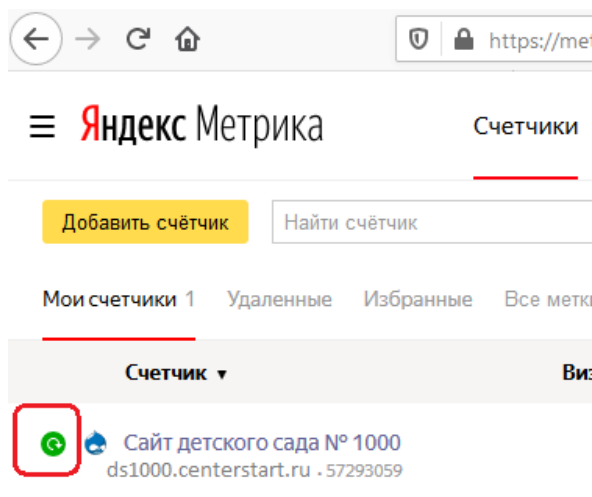 https://me
Яндекс Метрика
Счетчики
Добавить счётчик
Найти счётчик
Мои счетчики 1 Удаленные Избранные Все метк
Счетчик ▾ Ви
Сайт детского сада № 1000
ds1000.centerstart.ru · 57293059